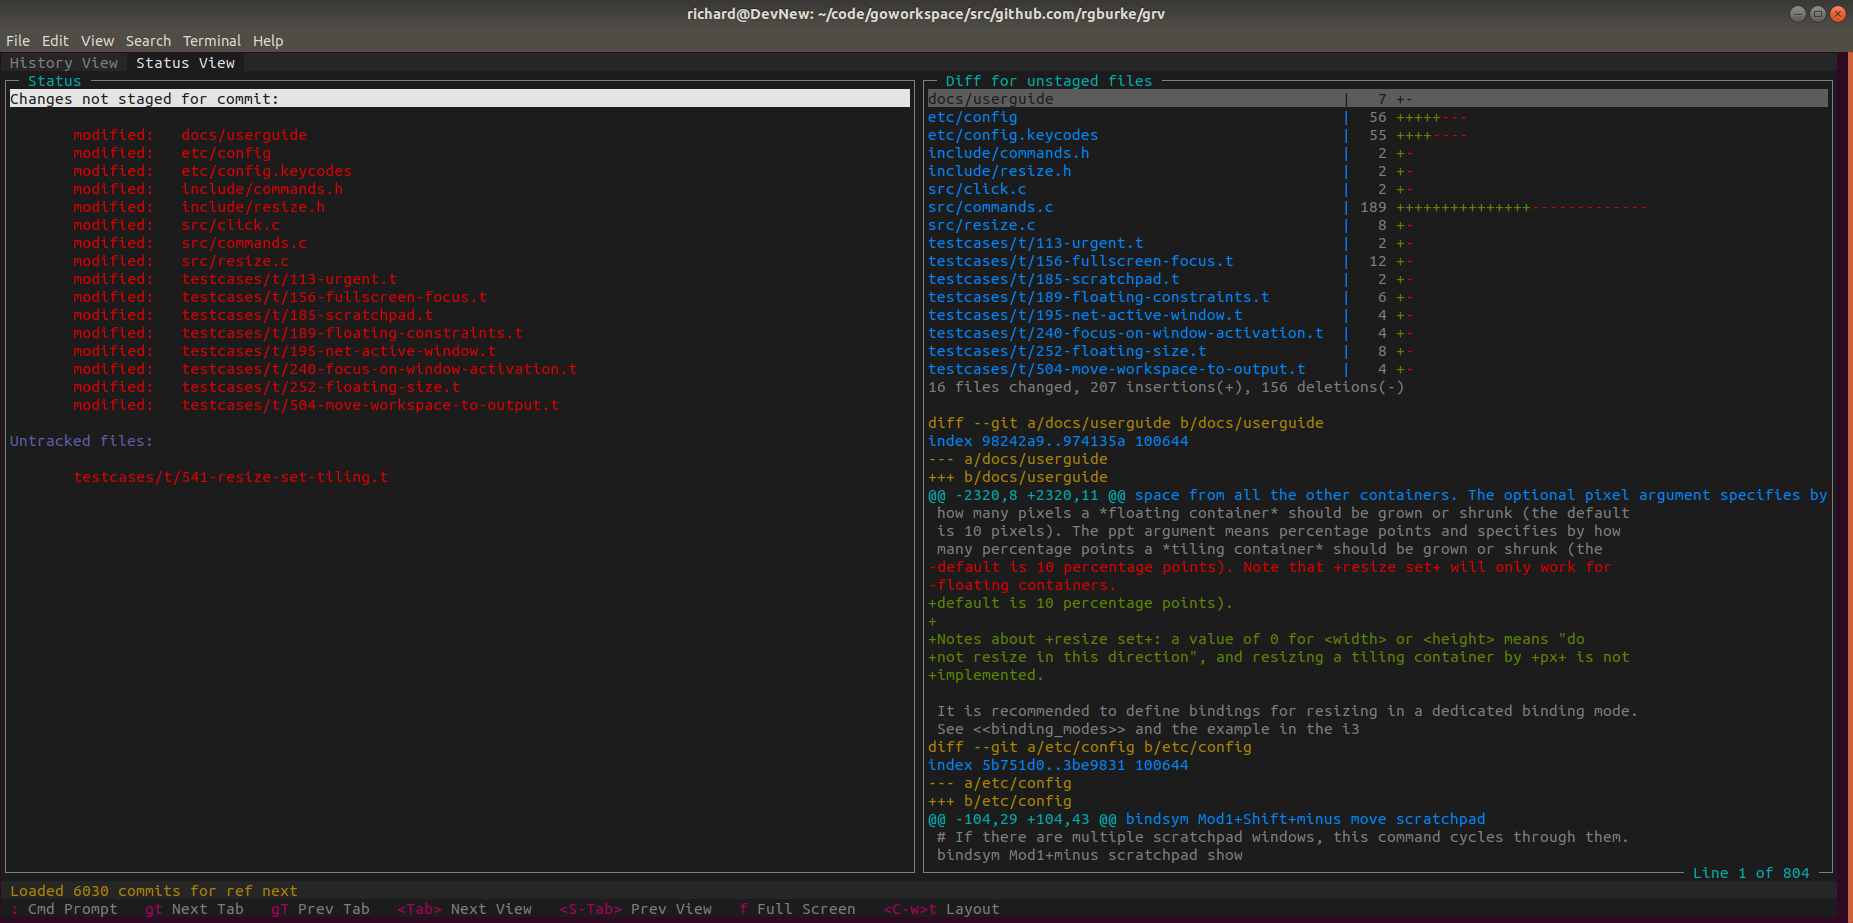 richard@DevNew: ~/code/goworkspace/src/github.com/rgburke/grv
File Edit View Search Terminal Help
History View Status View
Status
Changes not staged for commit:
modified: docs/userguide
modified: etc/config
modified: etc/config.keycodes
modified: include/commands.h
modified: include/resize.h
modified: src/click.c
modified: src/commands.c
modified: src/resize.c
modified: testcases/t/113-urgent.t
modified: testcases/t/156-fullscreen-focus.t
modified: testcases/t/185-scratchpad.t
modified: testcases/t/189-floating-constraints.t
modified: testcases/t/195-net-active-window.t
modified: testcases/t/240-focus-on-window-activation.t
modified: testcases/t/252-floating-size.t
modified: testcases/t/504-move-workspace-to-output.t
Untracked files:
testcases/t/541-resize-set-tiling.t
Diff for unstaged files
docs/userguide | 7 +-
etc/config | 56 +++++---
etc/config.keycodes | 55 ++++----
include/commands.h | 2 +-
include/resize.h | 2 +-
src/click.c | 2 +-
src/commands.c | 189 +++++++++++++++-------------
src/resize.c | 8 +-
testcases/t/113-urgent.t | 2 +-
testcases/t/156-fullscreen-focus.t | 12 +-
testcases/t/185-scratchpad.t | 2 +-
testcases/t/189-floating-constraints.t | 6 +-
testcases/t/195-net-active-window.t | 4 +-
testcases/t/240-focus-on-window-activation.t | 4 +-
testcases/t/252-floating-size.t | 8 +-
testcases/t/504-move-workspace-to-output.t | 4 +-
16 files changed, 207 insertions(+), 156 deletions(-)
diff --git a/docs/userguide b/docs/userguide
index 98242a9..974135a 100644
--- a/docs/userguide
+++ b/docs/userguide
@@ -2320,8 +2320,11 @@ space from all the other containers. The optional pixel argument specifies by
how many pixels a *floating container* should be grown or shrunk (the default
is 10 pixels). The ppt argument means percentage points and specifies by how
many percentage points a *tiling container* should be grown or shrunk (the
-default is 10 percentage points). Note that +resize set+ will only work for
-floating containers.
+default is 10 percentage points).
+
+Notes about +resize set+: a value of 0 for <width> or <height> means "do
+not resize in this direction", and resizing a tiling container by +px+ is not
+implemented.
It is recommended to define bindings for resizing in a dedicated binding mode.
See <<binding_modes>> and the example in the i3
diff --git a/etc/config b/etc/config
index 5b751d0..3be9831 100644
--- a/etc/config
+++ b/etc/config
@@ -104,29 +104,43 @@ bindsym Mod1+Shift+minus move scratchpad
# If there are multiple scratchpad windows, this command cycles through them.
bindsym Mod1+minus scratchpad show
Line 1 of 804
Loaded 6030 commits for ref next
: Cmd Prompt gt Next Tab gT Prev Tab <Tab> Next View <S-Tab> Prev View f Full Screen <C-w>t Layout